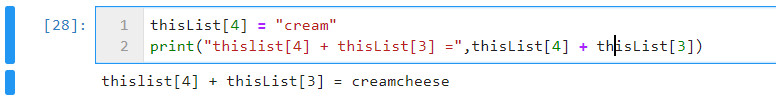 [28]: 1 thisList[4] = "cream"
2 print("thislist[4] + thisList[3] =",thisList[4] + thisList[3])
thislist[4] + thisList[3] = creamcheese